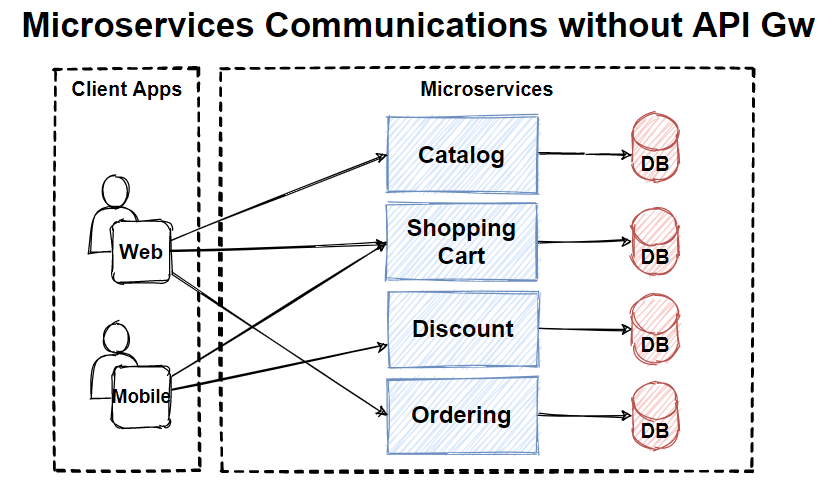 Microservices Communications without API Gw
Client Apps
Microservices
Catalog
DB
Shopping
Cart
DB
Web
Discount
DB
Mobile
Ordering
DB